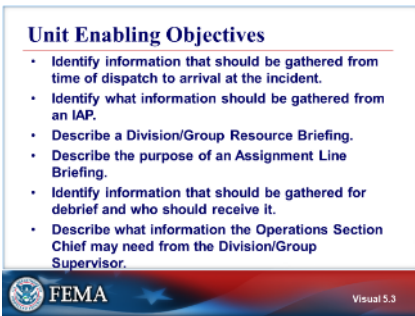 Unit Enabling Objectives
• Identify information that should be gathered from
time of dispatch to arrival at the incident.
• Identify what information should be gathered from
an IAP.
• Describe a Division/Group Resource Briefing.
• Describe the purpose of an Assignment Line
Briefing.
• Identify information that should be gathered for
debrief and who should receive it.
• Describe what information the Operations Section
Chief may need from the Division/Group
Supervisor.
FEMA
Visual 5.3